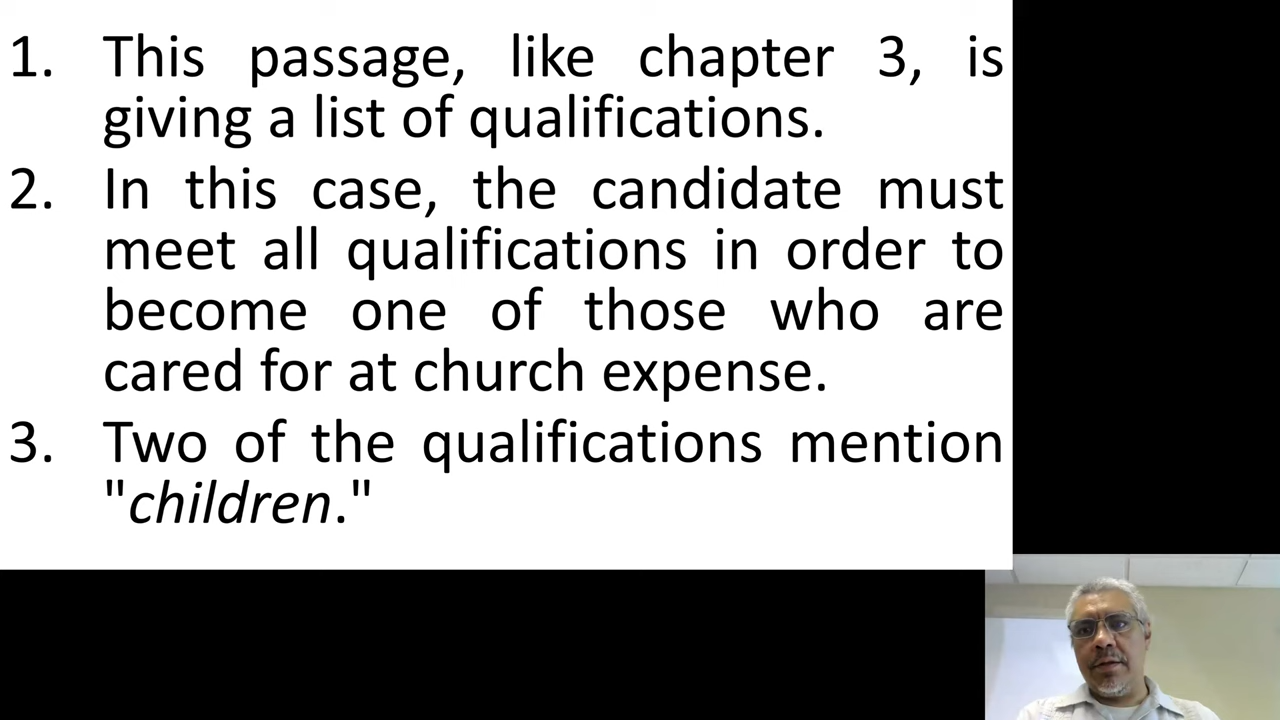 1. This passage, like chapter 3, is
giving a list of qualifications.
2. In this case, the candidate must
meet all qualifications in order to
become one of those who are
cared for at church expense.
3. Two of the qualifications mention
"children."